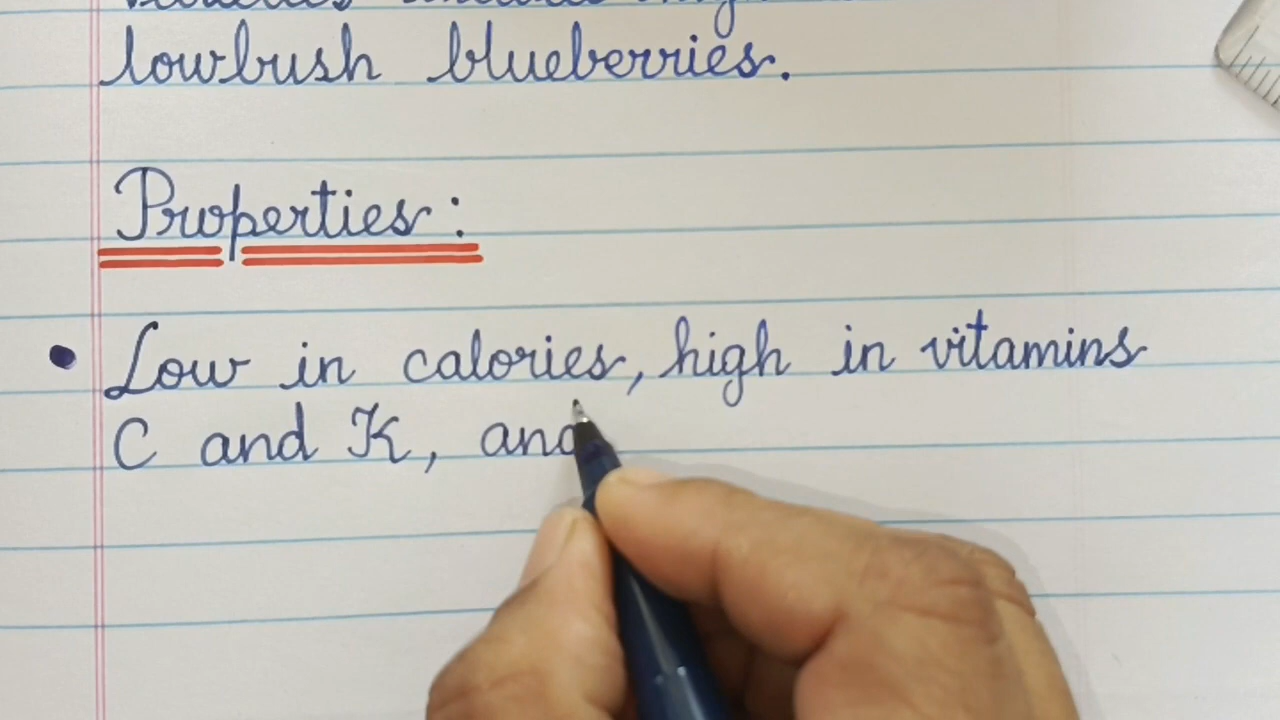 lowbush blueberries.
Properties :
• Low in calories, high in vitamins
C and K, and